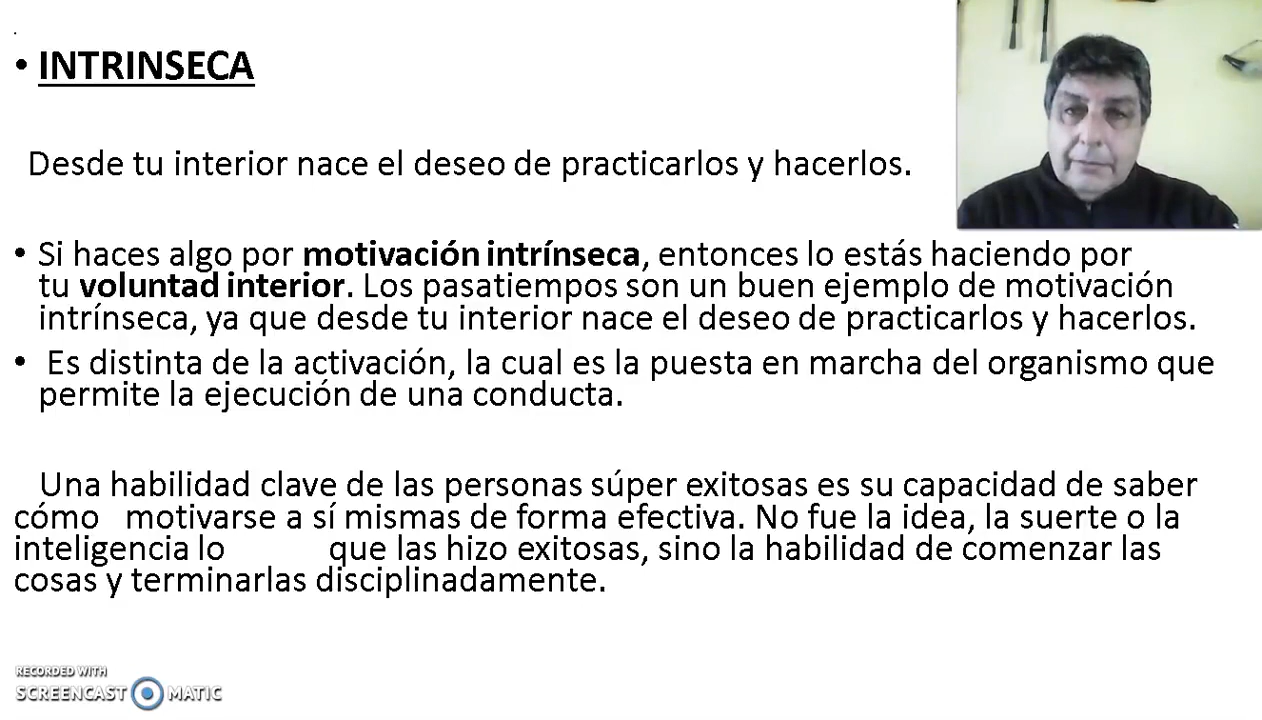 • INTRINSECA
Desde tu interior nace el deseo de practicarlos y hacerlos.
• Si haces algo por motivación intrínseca, entonces lo estás haciendo por
tu voluntad interior. Los pasatiempos son un buen ejemplo de motivación
intrínseca, ya que desde tu interior nace el deseo de practicarlos y hacerlos.
• Es distinta de la activación, la cual es la puesta en marcha del organismo que
permite la ejecución de una conducta.
Una habilidad clave de las personas súper exitosas es su capacidad de saber
cómo motivarse a sí mismas de forma efectiva. No fue la idea, la suerte o la
inteligencia lo que las hizo exitosas, sino la habilidad de comenzar las
cosas y terminarlas disciplinadamente.
RECORDED WITH
SCREENCAST MATIC